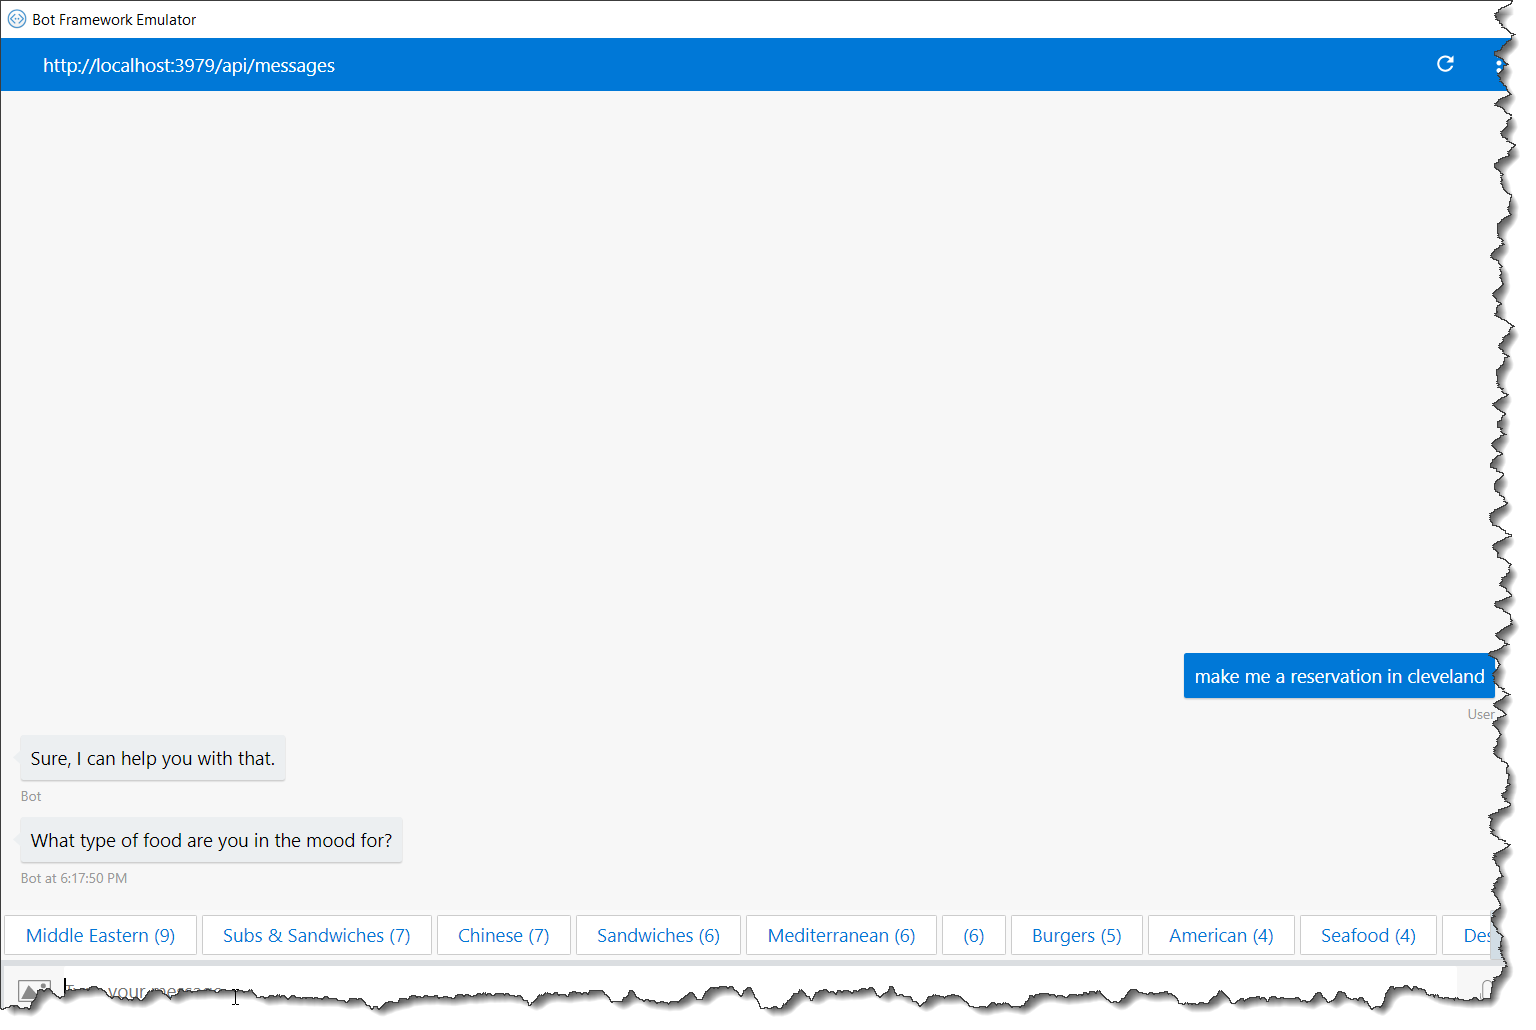 Bot Framework Emulator
http://localhost:3979/api/messages
make me a reservation in cleveland
User
Sure, I can help you with that.
Bot
What type of food are you in the mood for?
Bot at 6:17:50 PM
Middle Eastern (9) Subs & Sandwiches (7) Chinese (7) Sandwiches (6) Mediterranean (6) (6) Burgers (5) American (4) Seafood (4)
your message